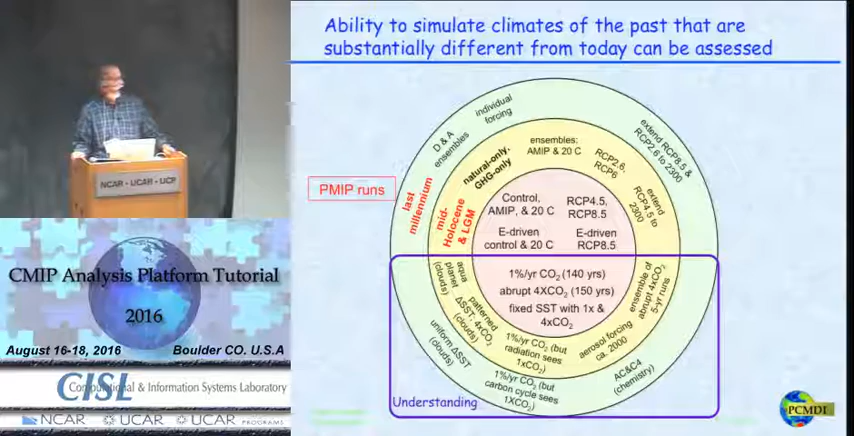 Ability to simulate climates of the past that are
substantially different from today can be assessed
NCAR - UCAR - UCP
CMIP Analysis Platform Tutorial
2016
August 16-18, 2016 Boulder CO. U.S.A
CISL
Computational & Information Systems Laboratory
NCAR UCAR UCAR PROGRAMS
PMIP runs
individual
forcing
D & A
ensembles
last
millennium
extend RCP8.5 &
RCP2.6 to 2300
ensembles:
AMIP & 20 C
natural-only,
GHG-only
RCP2.6,
RCP6
mid-
Holocene
& LGM
extend
RCP4.5 to
2300
Control,
AMIP, & 20 C
RCP4.5,
RCP8.5
E-driven
control & 20 C
E-driven
RCP8.5
1%/yr CO2 (140 yrs)
abrupt 4XCO2 (150 yrs)
fixed SST with 1x &
4xCO2
aqua
planet
(clouds)
patterned
ΔSST, 4xCO2
(clouds)
uniform ΔSST
(clouds)
1%/yr CO2 (but
radiation sees
1xCO2)
1%/yr CO2 (but
carbon cycle sees
1XCO2)
ensemble of
abrupt 4xCO2
5-yr runs
aerosol forcing
ca. 2000
AC&C4
(chemistry)
Understanding
PCMDI